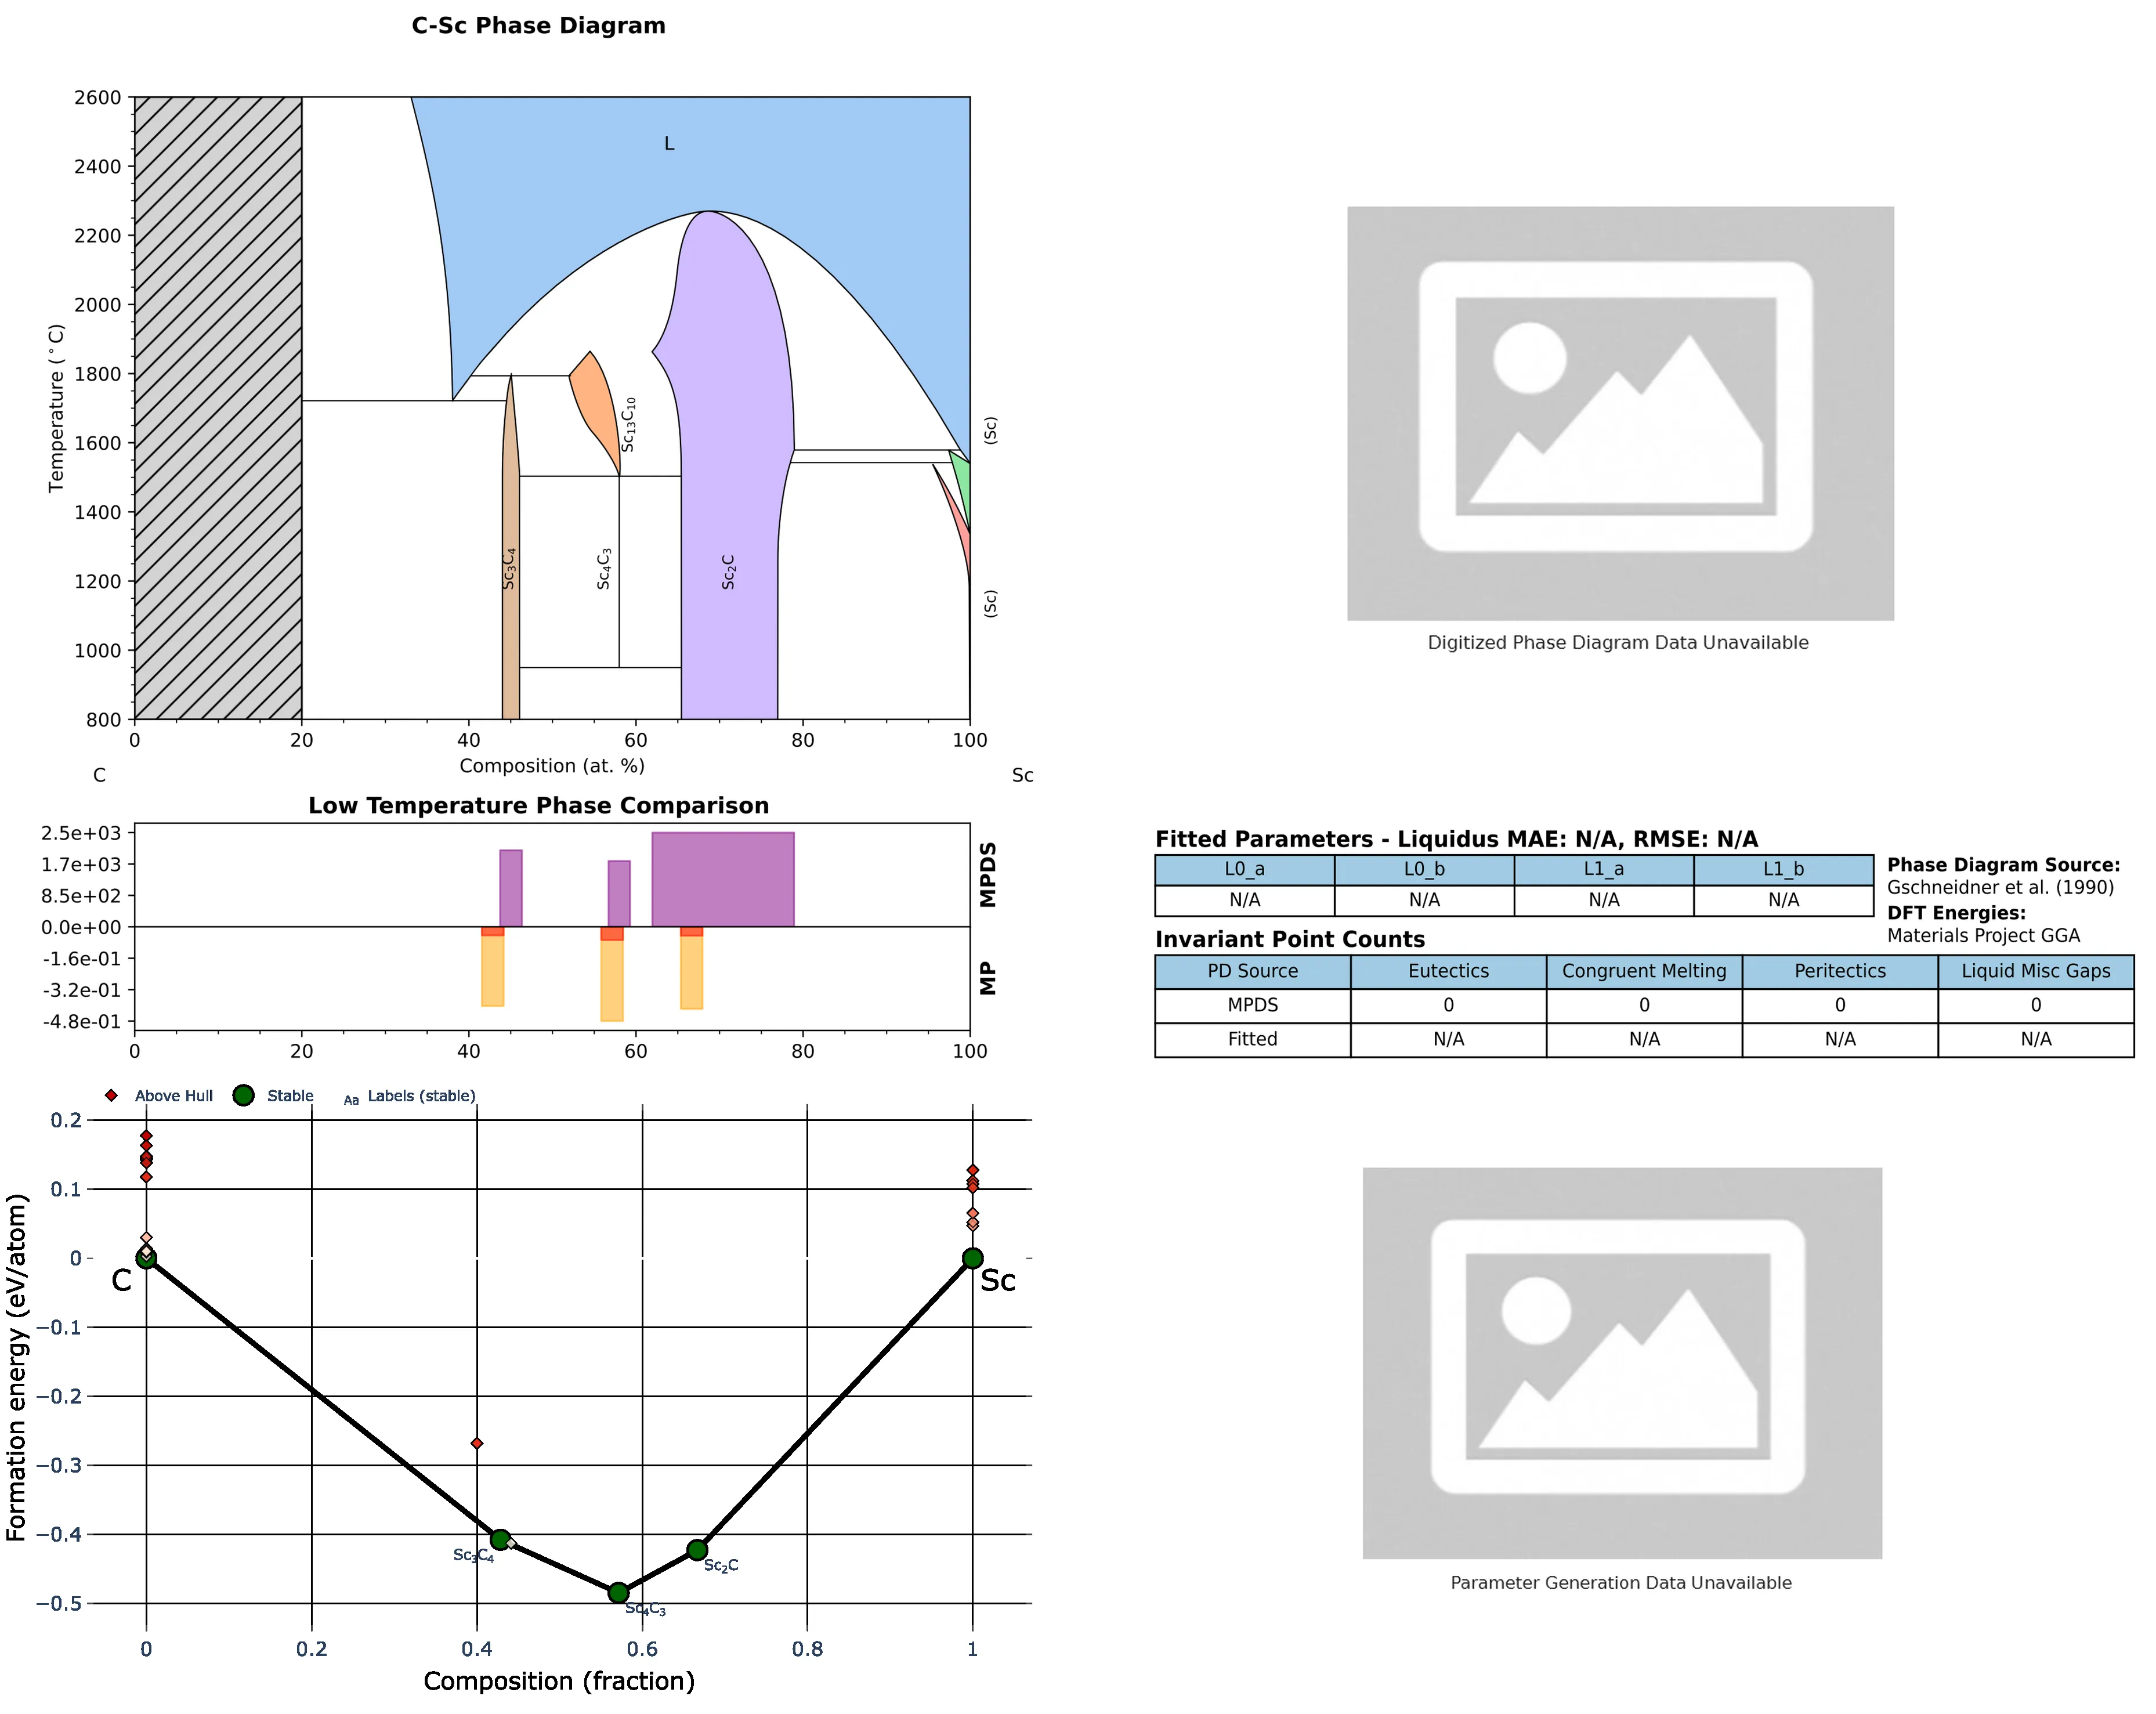 C-Sc Phase Diagram
2600
2400
2200
2000
1800
1600
1400
1200
1000
800
Temperature (°C)
L
Sc₁₃C₁₀
Sc₃C₄
Sc₄C₃
Sc₂C
(Sc)
(Sc)
0 20 40 60 80 100
Composition (at. %)
C
Sc
Digitized Phase Diagram Data Unavailable
Low Temperature Phase Comparison
2.5e+03
1.7e+03
8.5e+02
0.0e+00
-1.6e-01
-3.2e-01
-4.8e-01
MPDS
MP
0 20 40 60 80 100
Fitted Parameters - Liquidus MAE: N/A, RMSE: N/A
L0_a L0_b L1_a L1_b
N/A N/A N/A N/A
Phase Diagram Source:
Gschneidner et al. (1990)
DFT Energies:
Materials Project GGA
Invariant Point Counts
PD Source Eutectics Congruent Melting Peritectics Liquid Misc Gaps
MPDS 0 0 0 0
Fitted N/A N/A N/A N/A
Above Hull Stable Aa Labels (stable)
0.2
0.1
0
−0.1
−0.2
−0.3
−0.4
−0.5
Formation energy (eV/atom)
C
Sc
Sc₃C₄
Sc₂C
Sc₄C₃
0 0.2 0.4 0.6 0.8 1
Composition (fraction)
Parameter Generation Data Unavailable